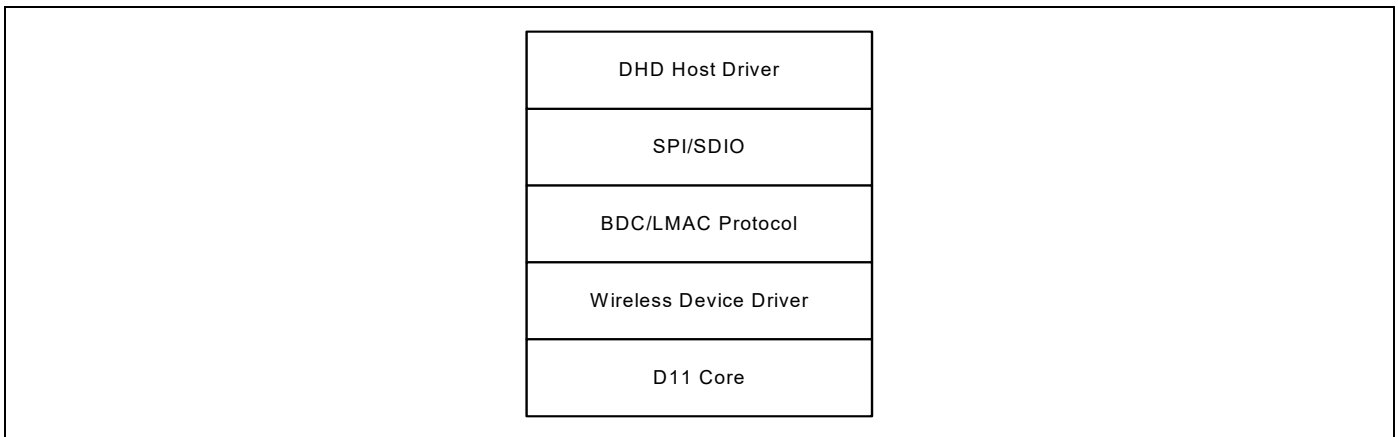 DHD Host Driver
SPI/SDIO
BDC/LMAC Protocol
Wireless Device Driver
D11 Core